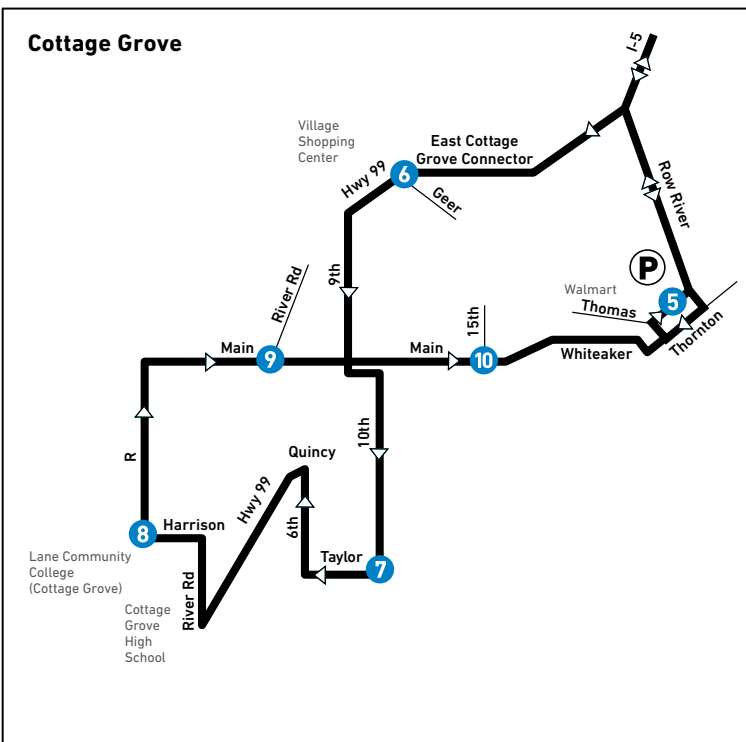 Cottage Grove
I-5
Village
Shopping
Center
East Cottage
Grove Connector
Hwy 99
6
Geer
Row River
P
River Rd
9th
Walmart
5
Thomas
15th
Thornton
Main
9
Main
10
Whiteaker
10th
Quincy
R
Hwy 99
6th
8
Harrison
Taylor
7
Lane Community
College
(Cottage Grove)
River Rd
Cottage
Grove
High
School